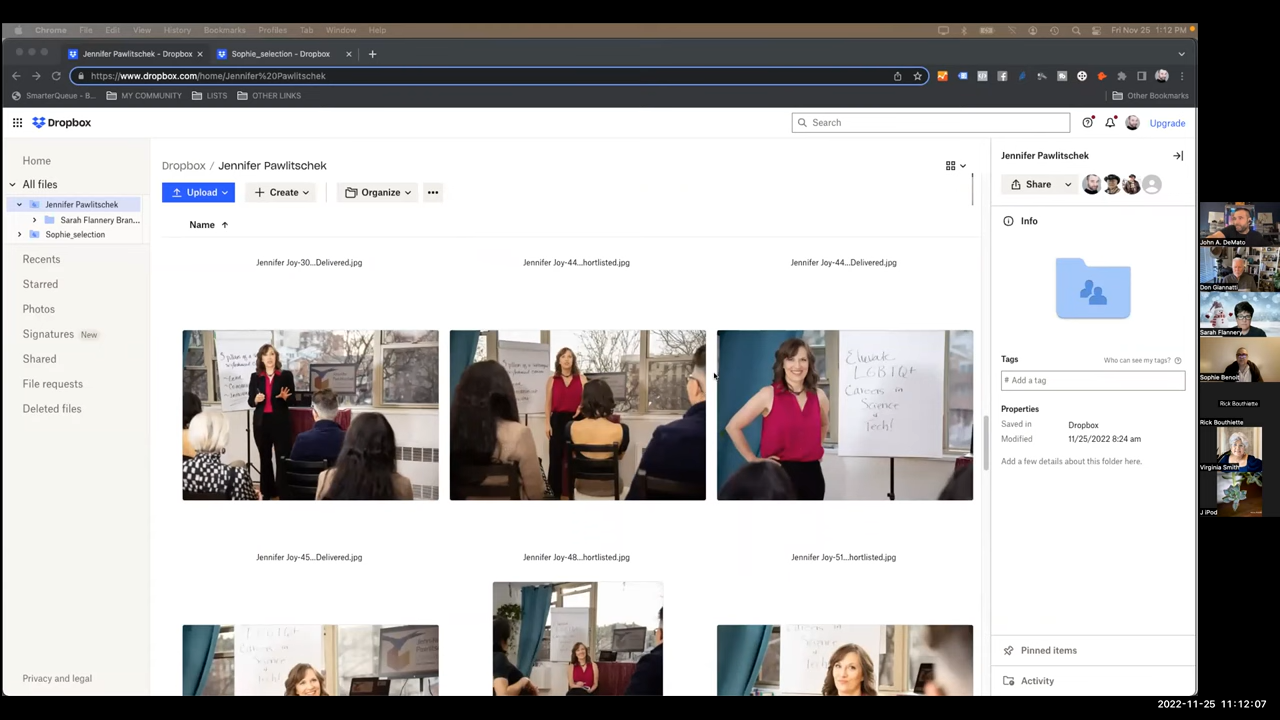 Chrome File Edit View History Bookmarks Profiles Tab Window Help
Fri Nov 25 1:12 PM
Jennifer Pawlitschek - Dropbox
Sophie_selection - Dropbox
https://www.dropbox.com/home/Jennifer%20Pawlitschek
SmarterQueue - B...
MY COMMUNITY
LISTS
OTHER LINKS
Other Bookmarks
Dropbox
Search
Upgrade
Home
All files
Jennifer Pawlitschek
Sarah Flannery Bran...
Sophie_selection
Recents
Starred
Photos
Signatures New
Shared
File requests
Deleted files
Privacy and legal
Dropbox / Jennifer Pawlitschek
Upload
Create
Organize
Name
Jennifer Joy-30...Delivered.jpg
Jennifer Joy-44...hortlisted.jpg
Jennifer Joy-44...Delivered.jpg
Elevate
LGBTQ+
Careers in
Science +
Tech!
Jennifer Joy-45...Delivered.jpg
Jennifer Joy-48...hortlisted.jpg
Jennifer Joy-51...hortlisted.jpg
Jennifer Pawlitschek
Share
Info
Tags
Who can see my tags?
# Add a tag
Properties
Saved in Dropbox
Modified 11/25/2022 8:24 am
Add a few details about this folder here.
Pinned items
Activity
John A. DeMato
Don Giannatti
Sarah Flannery
Sophie Benoit
Rick Bouthiette
Rick Bouthiette
Virginia Smith
J iPod
2022-11-25 11:12:07